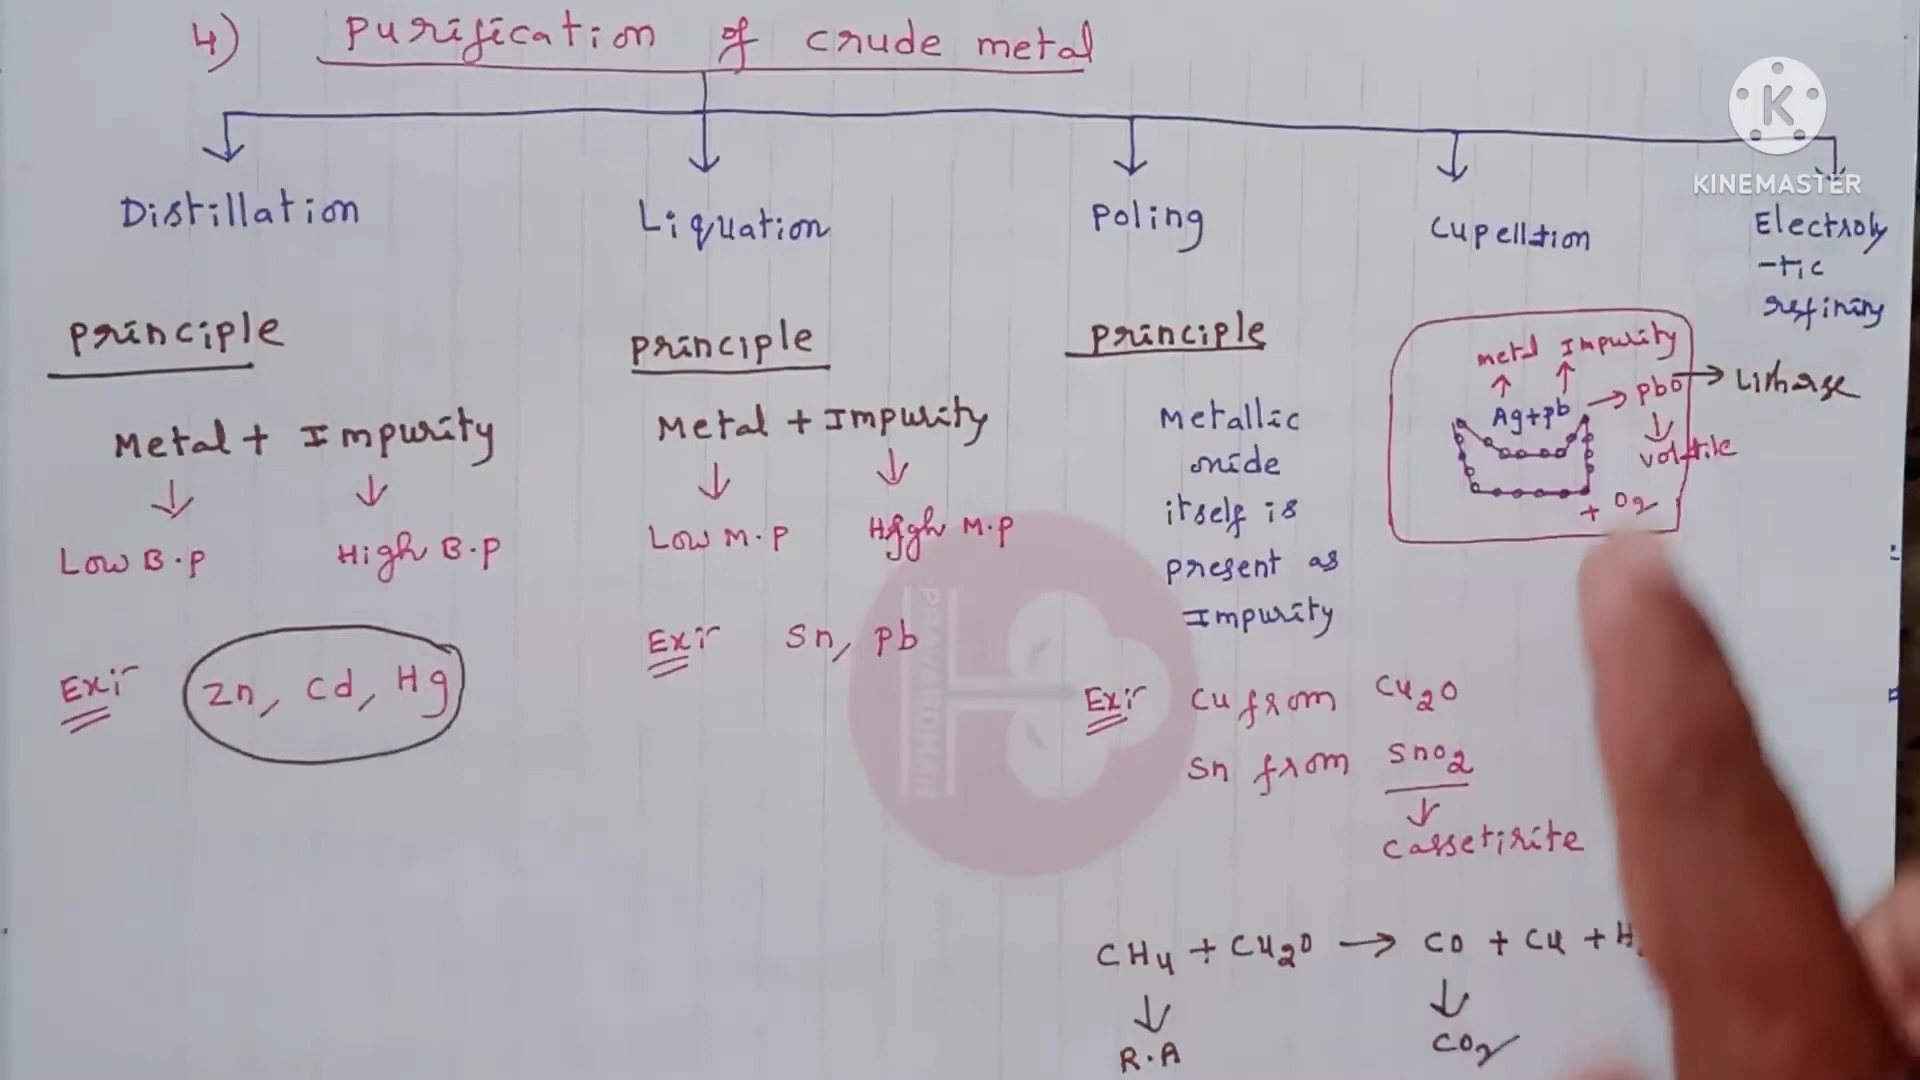 4) Purification of crude metal
KINEMASTER
Distillation
Liquation
Poling
Cupelltion
Electroly
-tic
refining
Principle
Metal + Impurity
↓ ↓
Low B.p High B.p
Ex:- Zn, Cd, Hg
Principle
Metal + Impurity
↓ ↓
Low M.p High M.p
Ex:- Sn, pb
Principle
Metallic
oxide
itself is
present as
Impurity
Ex:- Cu from Cu2O
Sn from SnO2
↓
cassetirite
CH4 + Cu2O → CO + Cu +
↓ ↓
R.A CO2
metal Impurity
↑ ↑
Ag+pb → pbO → Litharge
↓
volatile
+ O2
PRAVAROHAH